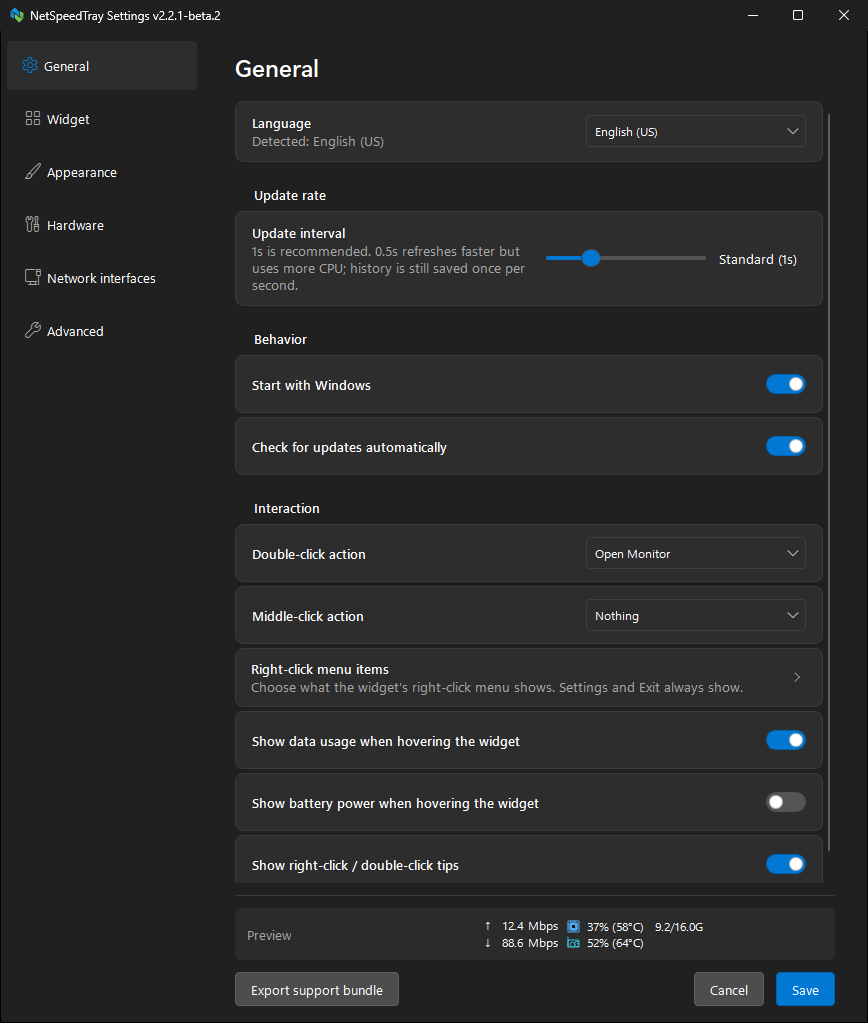 NetSpeedTray Settings v2.2.1-beta.2
General
Widget
Appearance
Hardware
Network interfaces
Advanced
General
Language
Detected: English (US)
English (US)
Update rate
Update interval
1s is recommended. 0.5s refreshes faster but
uses more CPU; history is still saved once per
second.
Standard (1s)
Behavior
Start with Windows
Check for updates automatically
Interaction
Double-click action
Open Monitor
Middle-click action
Nothing
Right-click menu items
Choose what the widget's right-click menu shows. Settings and Exit always show.
Show data usage when hovering the widget
Show battery power when hovering the widget
Show right-click / double-click tips
Preview
↑ 12.4 Mbps 37% (58°C) 9.2/16.0G
↓ 88.6 Mbps 52% (64°C)
Export support bundle
Cancel
Save